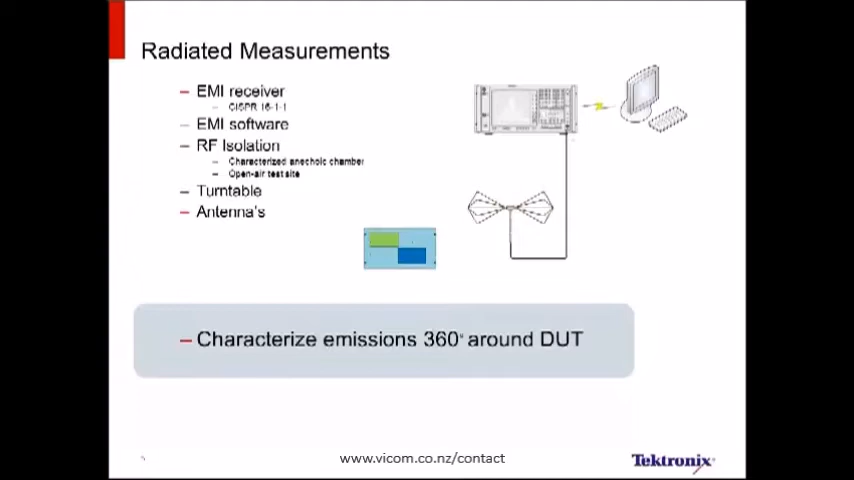 Radiated Measurements
– EMI receiver
– CISPR 16-1-1
– EMI software
– RF Isolation
– Characterized anechoic chamber
– Open-air test site
– Turntable
– Antenna's
– Characterize emissions 360° around DUT
www.vicom.co.nz/contact
Tektronix